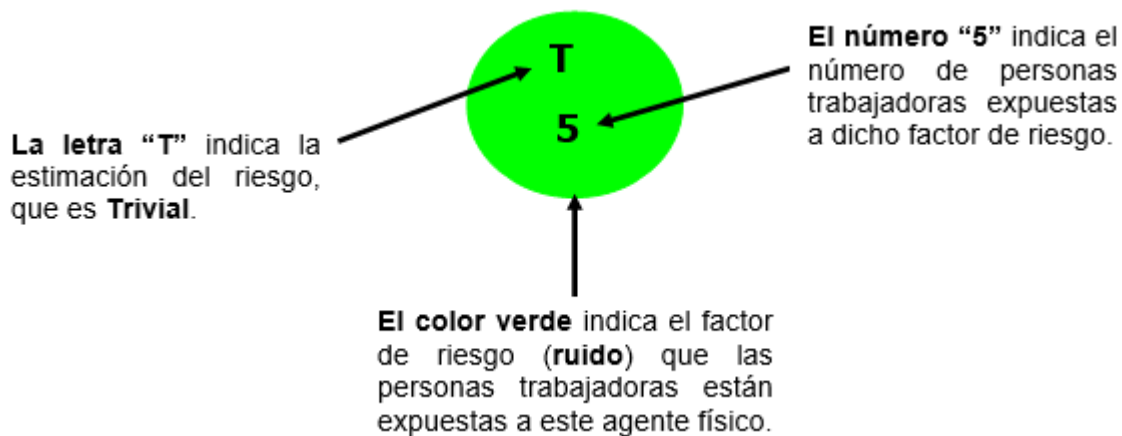 T
5
El número “5” indica el
número de personas
trabajadoras expuestas
a dicho factor de riesgo.
La letra “T” indica la
estimación del riesgo,
que es Trivial.
El color verde indica el factor
de riesgo (ruido) que las
personas trabajadoras están
expuestas a este agente físico.